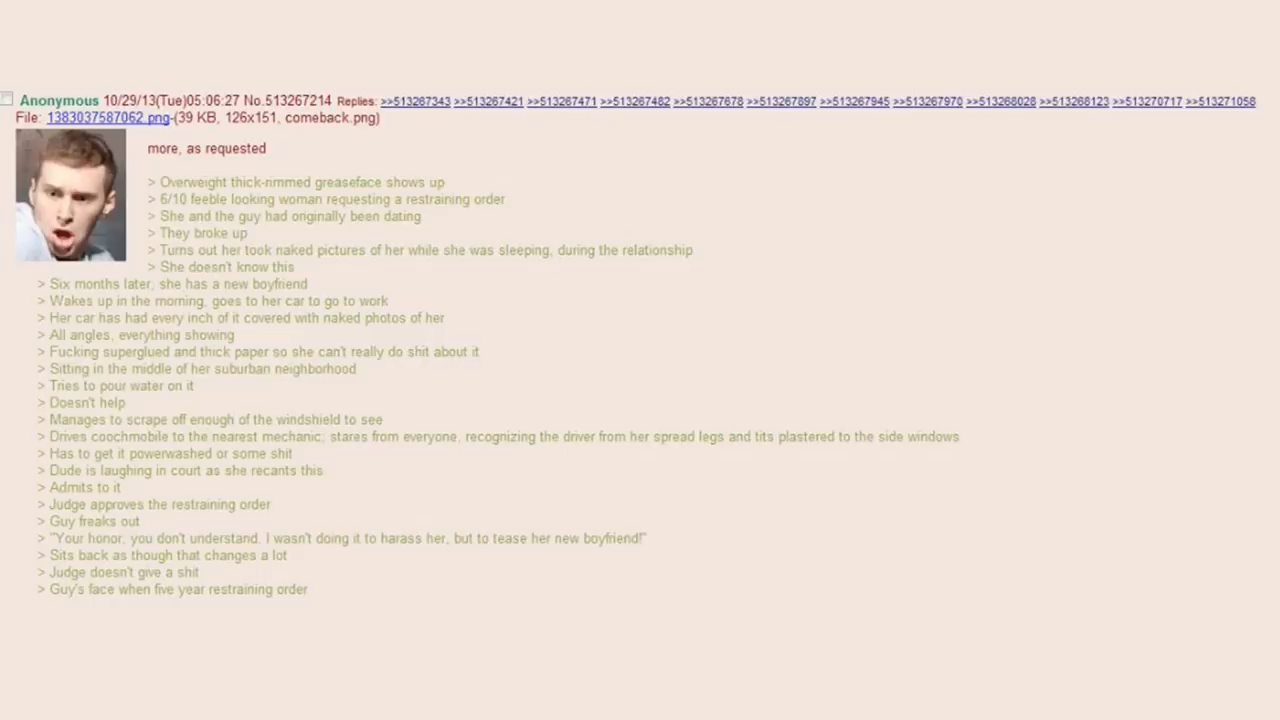 Anonymous 10/29/13(Tue)05:06:27 No.513267214 Replies: >>513267343 >>513267421 >>513267471 >>513267482 >>513267678 >>513267897 >>513267945 >>513267970 >>513268028 >>513268123 >>513270717 >>513271058
File: 1383037587062.png-(39 KB, 126x151, comeback.png)
more, as requested
> Overweight thick-rimmed greaseface shows up
> 6/10 feeble looking woman requesting a restraining order
> She and the guy had originally been dating
> They broke up
> Turns out her took naked pictures of her while she was sleeping, during the relationship
> She doesn't know this
> Six months later, she has a new boyfriend
> Wakes up in the morning, goes to her car to go to work
> Her car has had every inch of it covered with naked photos of her
> All angles, everything showing
> Fucking superglued and thick paper so she can't really do shit about it
> Sitting in the middle of her suburban neighborhood
> Tries to pour water on it
> Doesn't help
> Manages to scrape off enough of the windshield to see
> Drives coochmobile to the nearest mechanic; stares from everyone, recognizing the driver from her spread legs and tits plastered to the side windows
> Has to get it powerwashed or some shit
> Dude is laughing in court as she recants this
> Admits to it
> Judge approves the restraining order
> Guy freaks out
> "Your honor, you don't understand. I wasn't doing it to harass her, but to tease her new boyfriend!"
> Sits back as though that changes a lot
> Judge doesn't give a shit
> Guy's face when five year restraining order